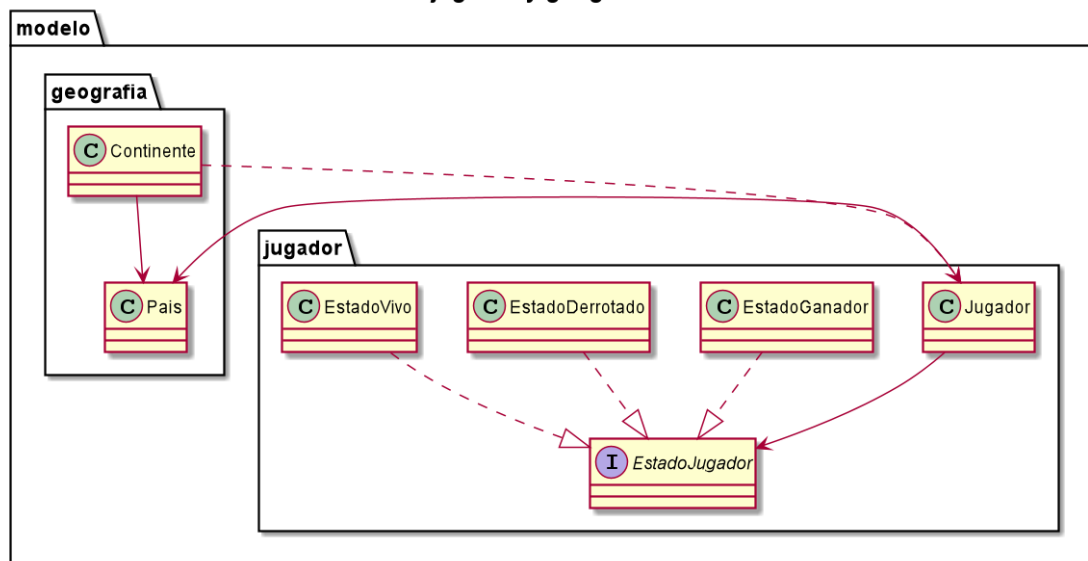 modelo
geografia
C Continente
jugador
C Pais
C EstadoVivo
C EstadoDerrotado
C EstadoGanador
C Jugador
I EstadoJugador